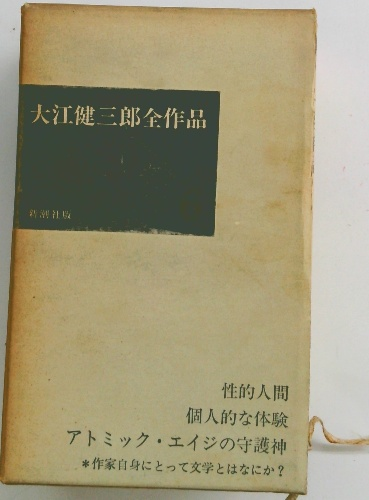 大江健三郎全作品
新潮社版
性的人間
個人的な体験
アトミック・エイジの守護神
*作家自身にとって文学とはなにか?